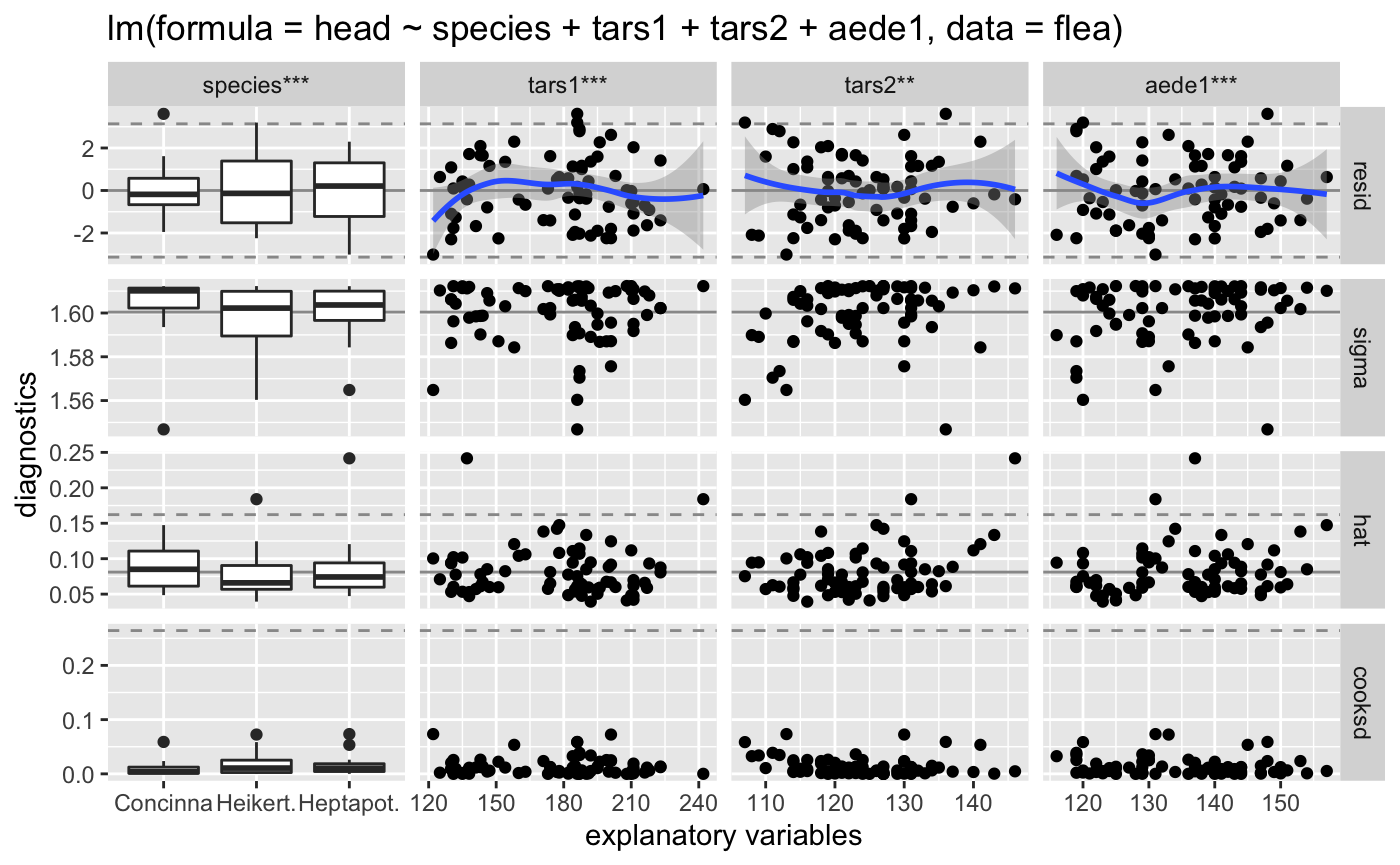 lm(formula = head ~ species + tars1 + tars2 + aede1, data = flea)
species*** tars1*** tars2** aede1***
diagnostics
2
0
-2
resid
1.60
1.58
1.56
sigma
0.25
0.20
0.15
0.10
0.05
hat
0.2
0.1
0.0
cooksd
Concinna Heikert. Heptapot. 120 150 180 210 240 110 120 130 140 120 130 140 150
explanatory variables